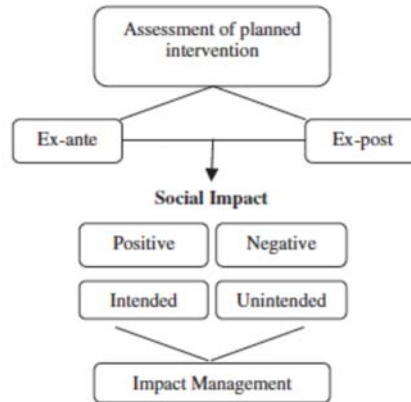 Assessment of planned
intervention
Ex-ante
Ex-post
Social Impact
Positive
Negative
Intended
Unintended
Impact Management